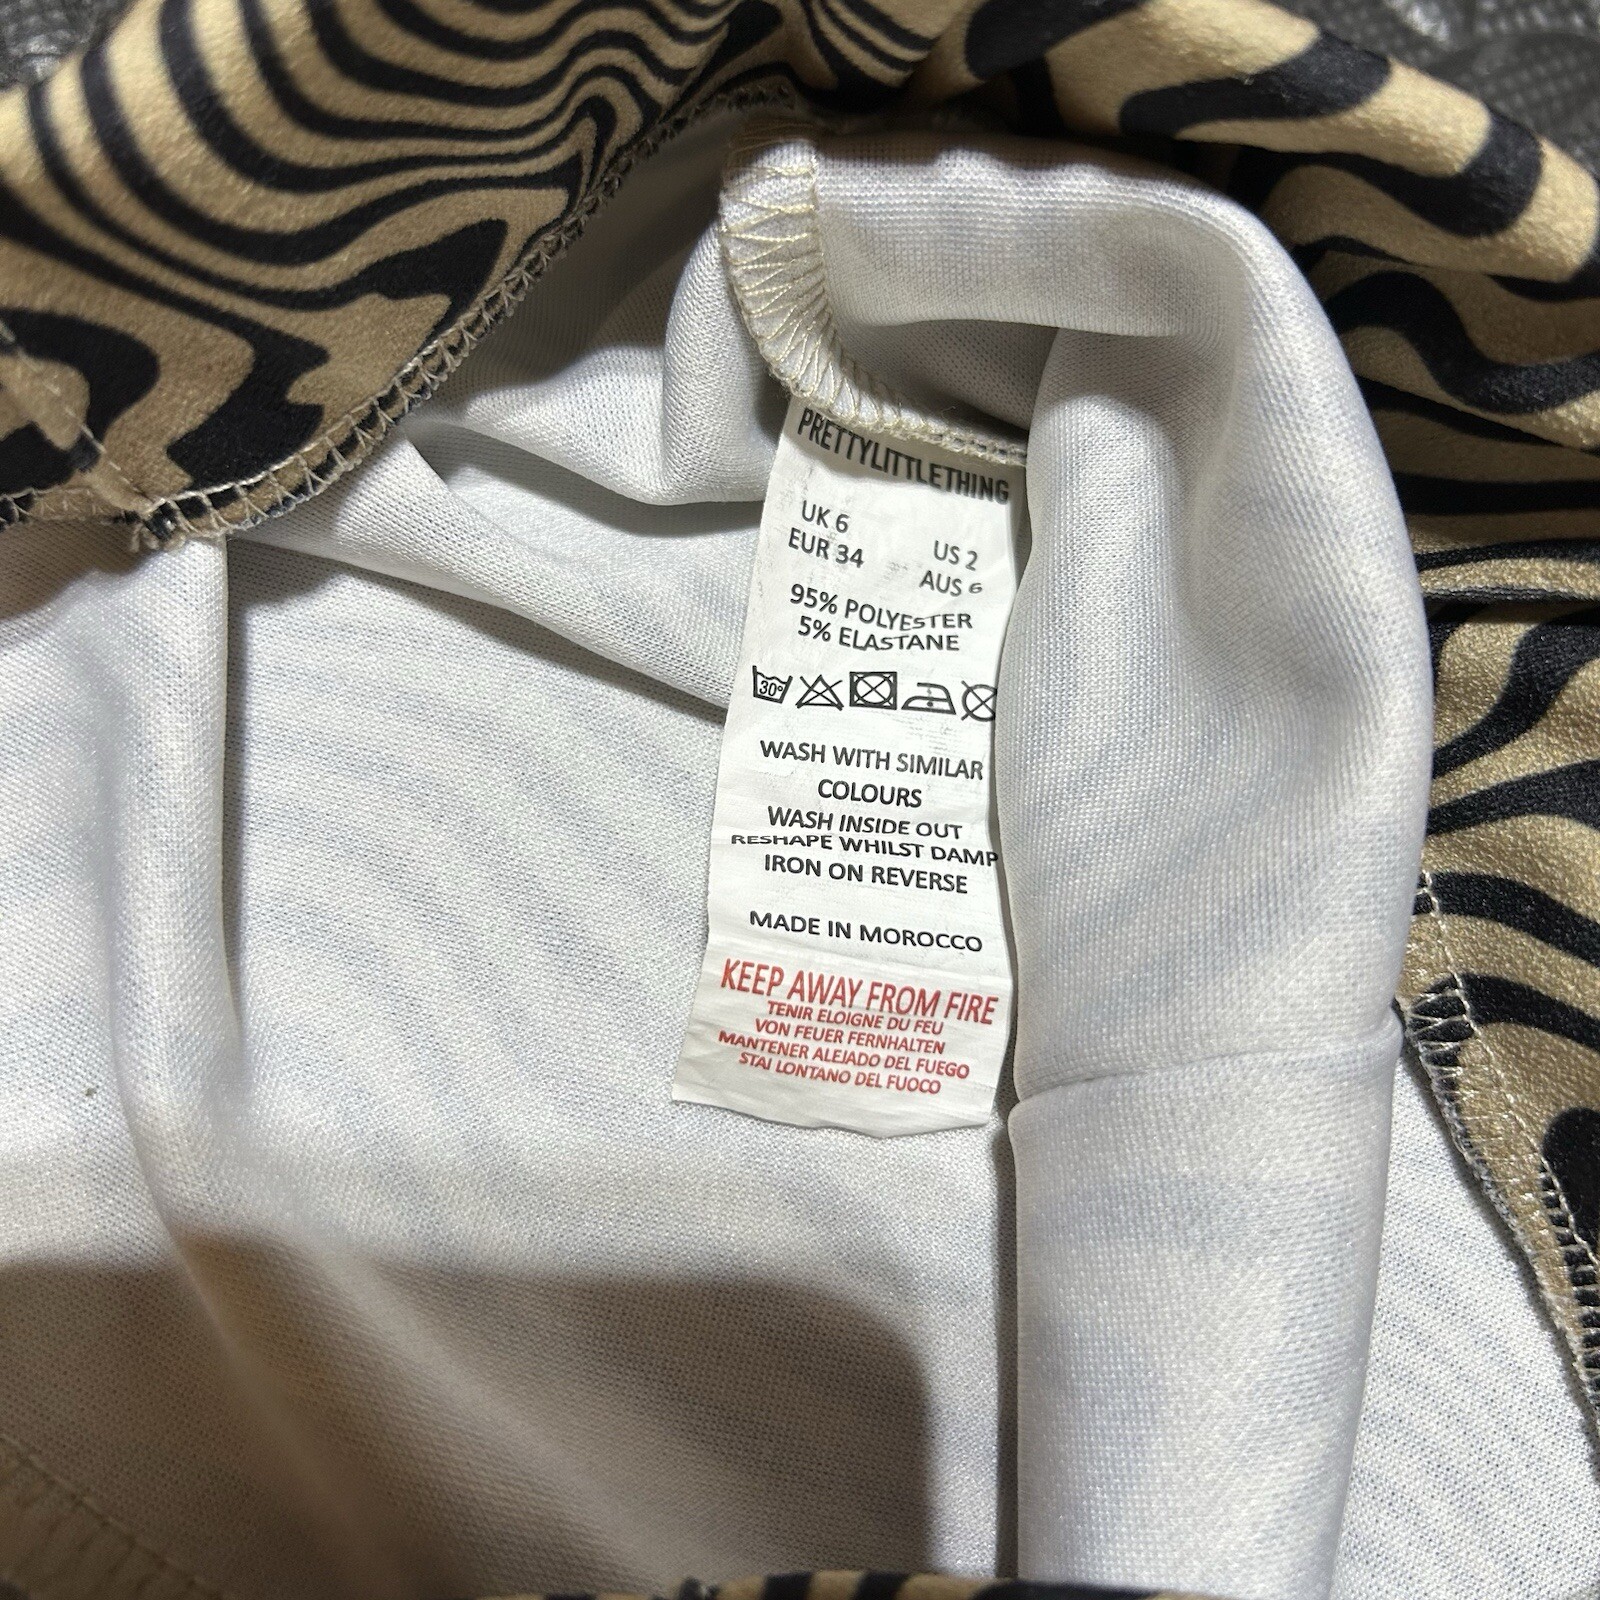 PRETTYLITTLETHING
UK 6 US 2
EUR 34 AUS 6
95% POLYESTER
5% ELASTANE
30°
WASH WITH SIMILAR
COLOURS
WASH INSIDE OUT
RESHAPE WHILST DAMP
IRON ON REVERSE
MADE IN MOROCCO
KEEP AWAY FROM FIRE
TENIR ELOIGNE DU FEU
VON FEUER FERNHALTEN
MANTENER ALEJADO DEL FUEGO
STAI LONTANO DEL FUOCO